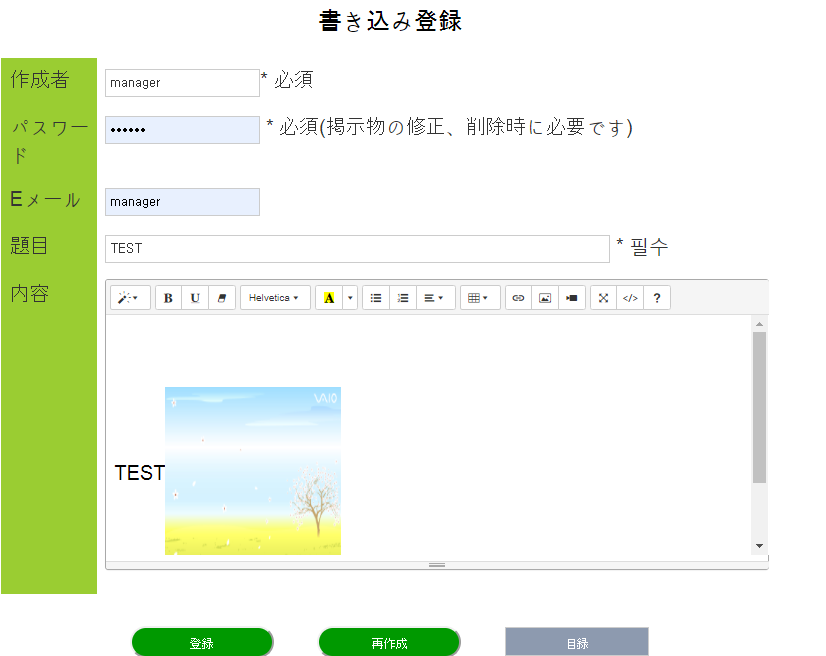 書き込み登録
作成者
manager
* 必須
パスワー
ド
••••••
* 必須(掲示物の修正、削除時に必要です)
Eメール
manager
題目
TEST
* 필수
内容
B U Helvetica A </> ?
VAIO
TEST
登録
再作成
目録